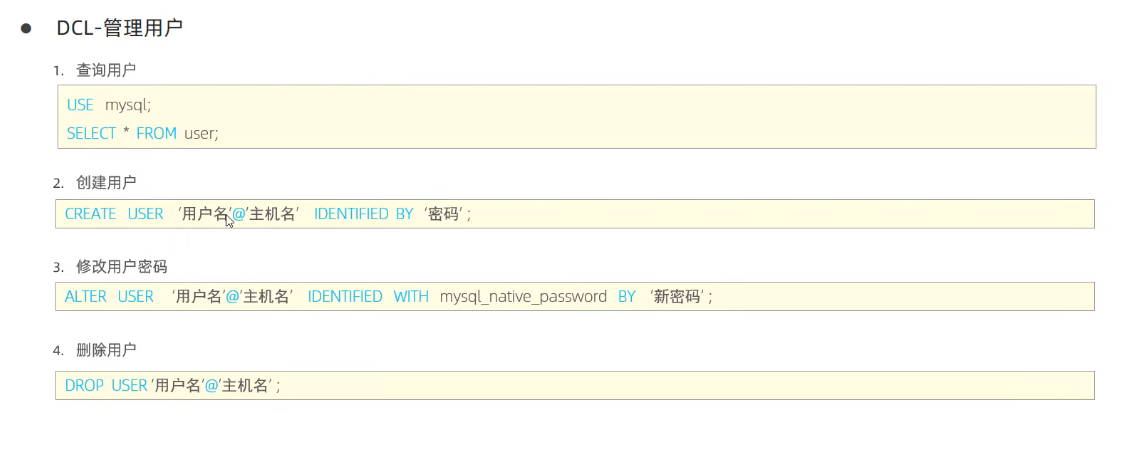 ● DCL-管理用户
1. 查询用户
USE mysql;
SELECT * FROM user;
2. 创建用户
CREATE USER ‘用户名’@’主机名’ IDENTIFIED BY ‘密码’ ;
3. 修改用户密码
ALTER USER ‘用户名’@’主机名’ IDENTIFIED WITH mysql_native_password BY ‘新密码’ ;
4. 删除用户
DROP USER ‘用户名’@’主机名’ ;